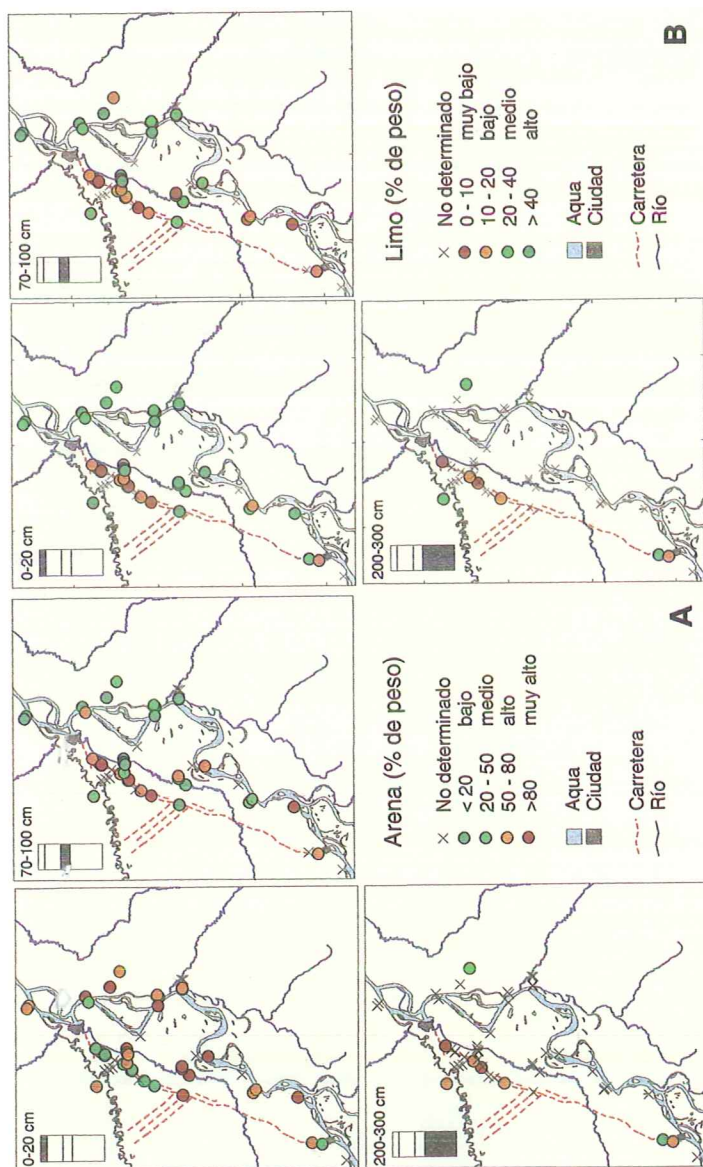 0-20 cm
70-100 cm
200-300 cm
Arena (% de peso)
No determinado
< 20 bajo
20 - 50 medio
50 - 80 alto
>80 muy alto
Aqua
Ciudad
Carretera
Río
A
0-20 cm
70-100 cm
200-300 cm
Limo (% de peso)
No determinado
0 - 10 muy bajo
10 - 20 bajo
20 - 40 medio
> 40 alto
Aqua
Ciudad
Carretera
Río
B